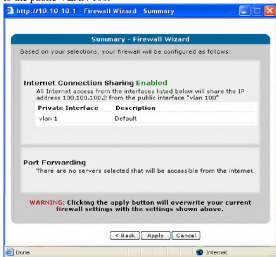 http://10.10.10.1 - Firewall Wizard - Summary
Summary - Firewall Wizard
Based on your selections, your firewall will be configured as follows:
Internet Connection Sharing Enabled
All Internet access from the interfaces listed below will share the IP
address 100.100.100.2 from the public interface "vlan 100"
Private Interface Description
vlan 1 Default
Port Forwarding
There are no servers selected that will be accessible from the internet.
WARNING: Clicking the apply button will overwrite your current
firewall settings with the settings shown above.
< Back Apply Cancel
Done Internet